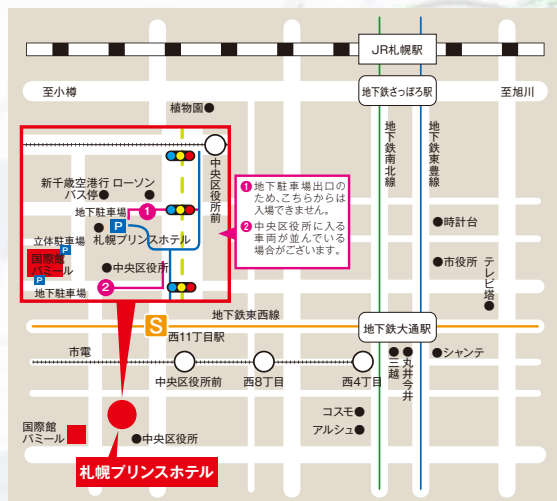 JR札幌駅
至小樽
地下鉄さっぽろ駅
至旭川
植物園
地下鉄南北線
地下鉄東豊線
中央区役所前
新千歳空港行
バス停
ローソン
地下駐車場
1
P
札幌プリンスホテル
立体駐車場
P
国際館
パミール
P
中央区役所
地下駐車場
2
1 地下駐車場出口の
ため、こちらからは
入場できません。
2 中央区役所に入る
車両が並んでいる
場合がございます。
時計台
市役所
テレビ塔
地下鉄東西線
S
西11丁目駅
地下鉄大通駅
市電
中央区役所前
西8丁目
西4丁目
三越
丸井今井
シャンテ
コスモ
アルシュ
国際館
パミール
中央区役所
札幌プリンスホテル